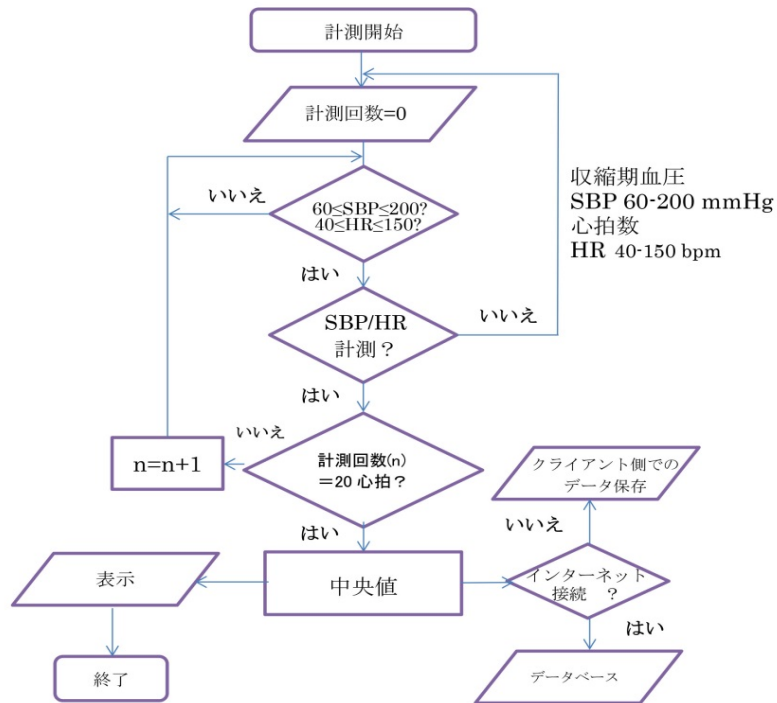 計測開始
計測回数=0
いいえ
60≤SBP≤200?
40≤HR≤150?
収縮期血圧
SBP 60-200 mmHg
心拍数
HR 40-150 bpm
はい
SBP/HR
計測？
いいえ
はい
いいえ
n=n+1
計測回数(n)
＝20心拍？
クライアント側での
データ保存
いいえ
はい
表示
中央値
インターネット
接続　？
はい
終了
データベース